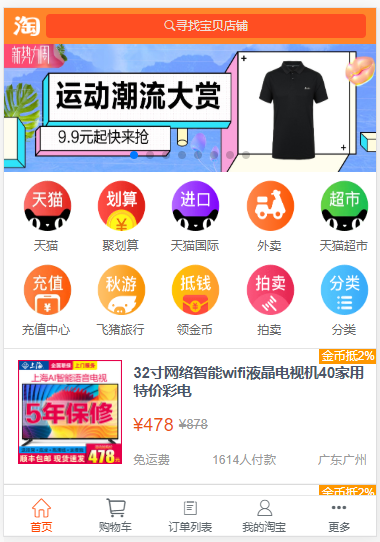 淘
寻找宝贝店铺
新势力周
运动潮流大赏
9.9元起快来抢
天猫 划算 进口 超市
天猫 聚划算 天猫国际 外卖 天猫超市
充值 秋游 抵钱 拍卖 分类
充值中心 飞猪旅行 领金币 拍卖 分类
金币抵2%
全国联保 上门服务
上海AI智能语音电视
5年保修
现货速发
478元
32寸网络智能wifi液晶电视机40家用
特价彩电
¥478 ¥878
免运费 1614人付款 广东广州
金币抵2%
首页 购物车 订单列表 我的淘宝 更多